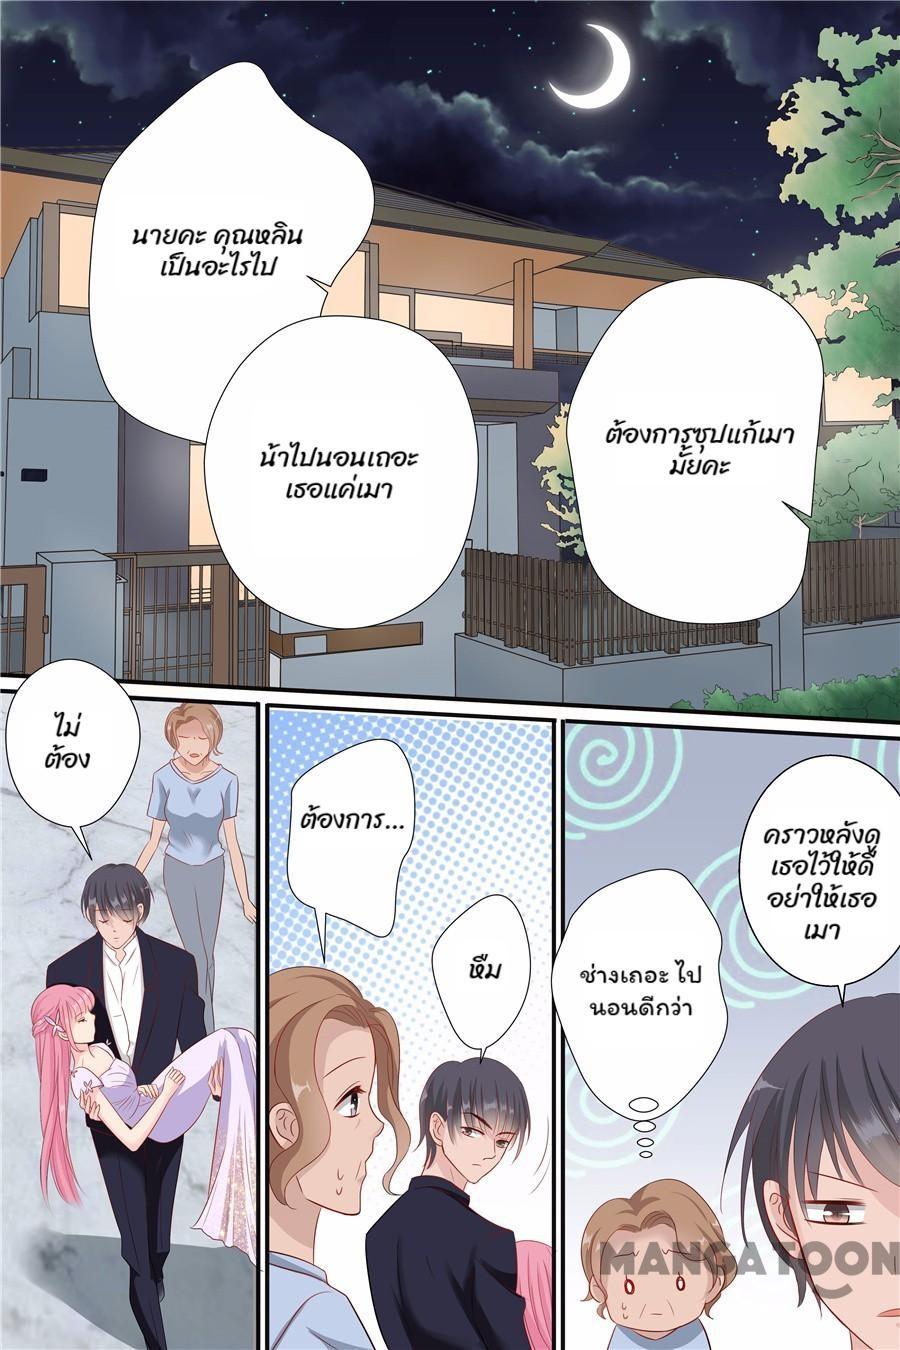 นายคะ คุณหลิน
เป็นอะไรไป
น้าไปนอนเถอะ
เธอแค่เมา
ต้องการซุปแก้เมา
มั้ยคะ
ไม่
ต้อง
ต้องการ...
หืม
คราวหลังดู
เธอไว้ให้ดี
อย่าให้เธอ
เมา
ช่างเถอะ ไป
นอนดีกว่า
MANGATOON